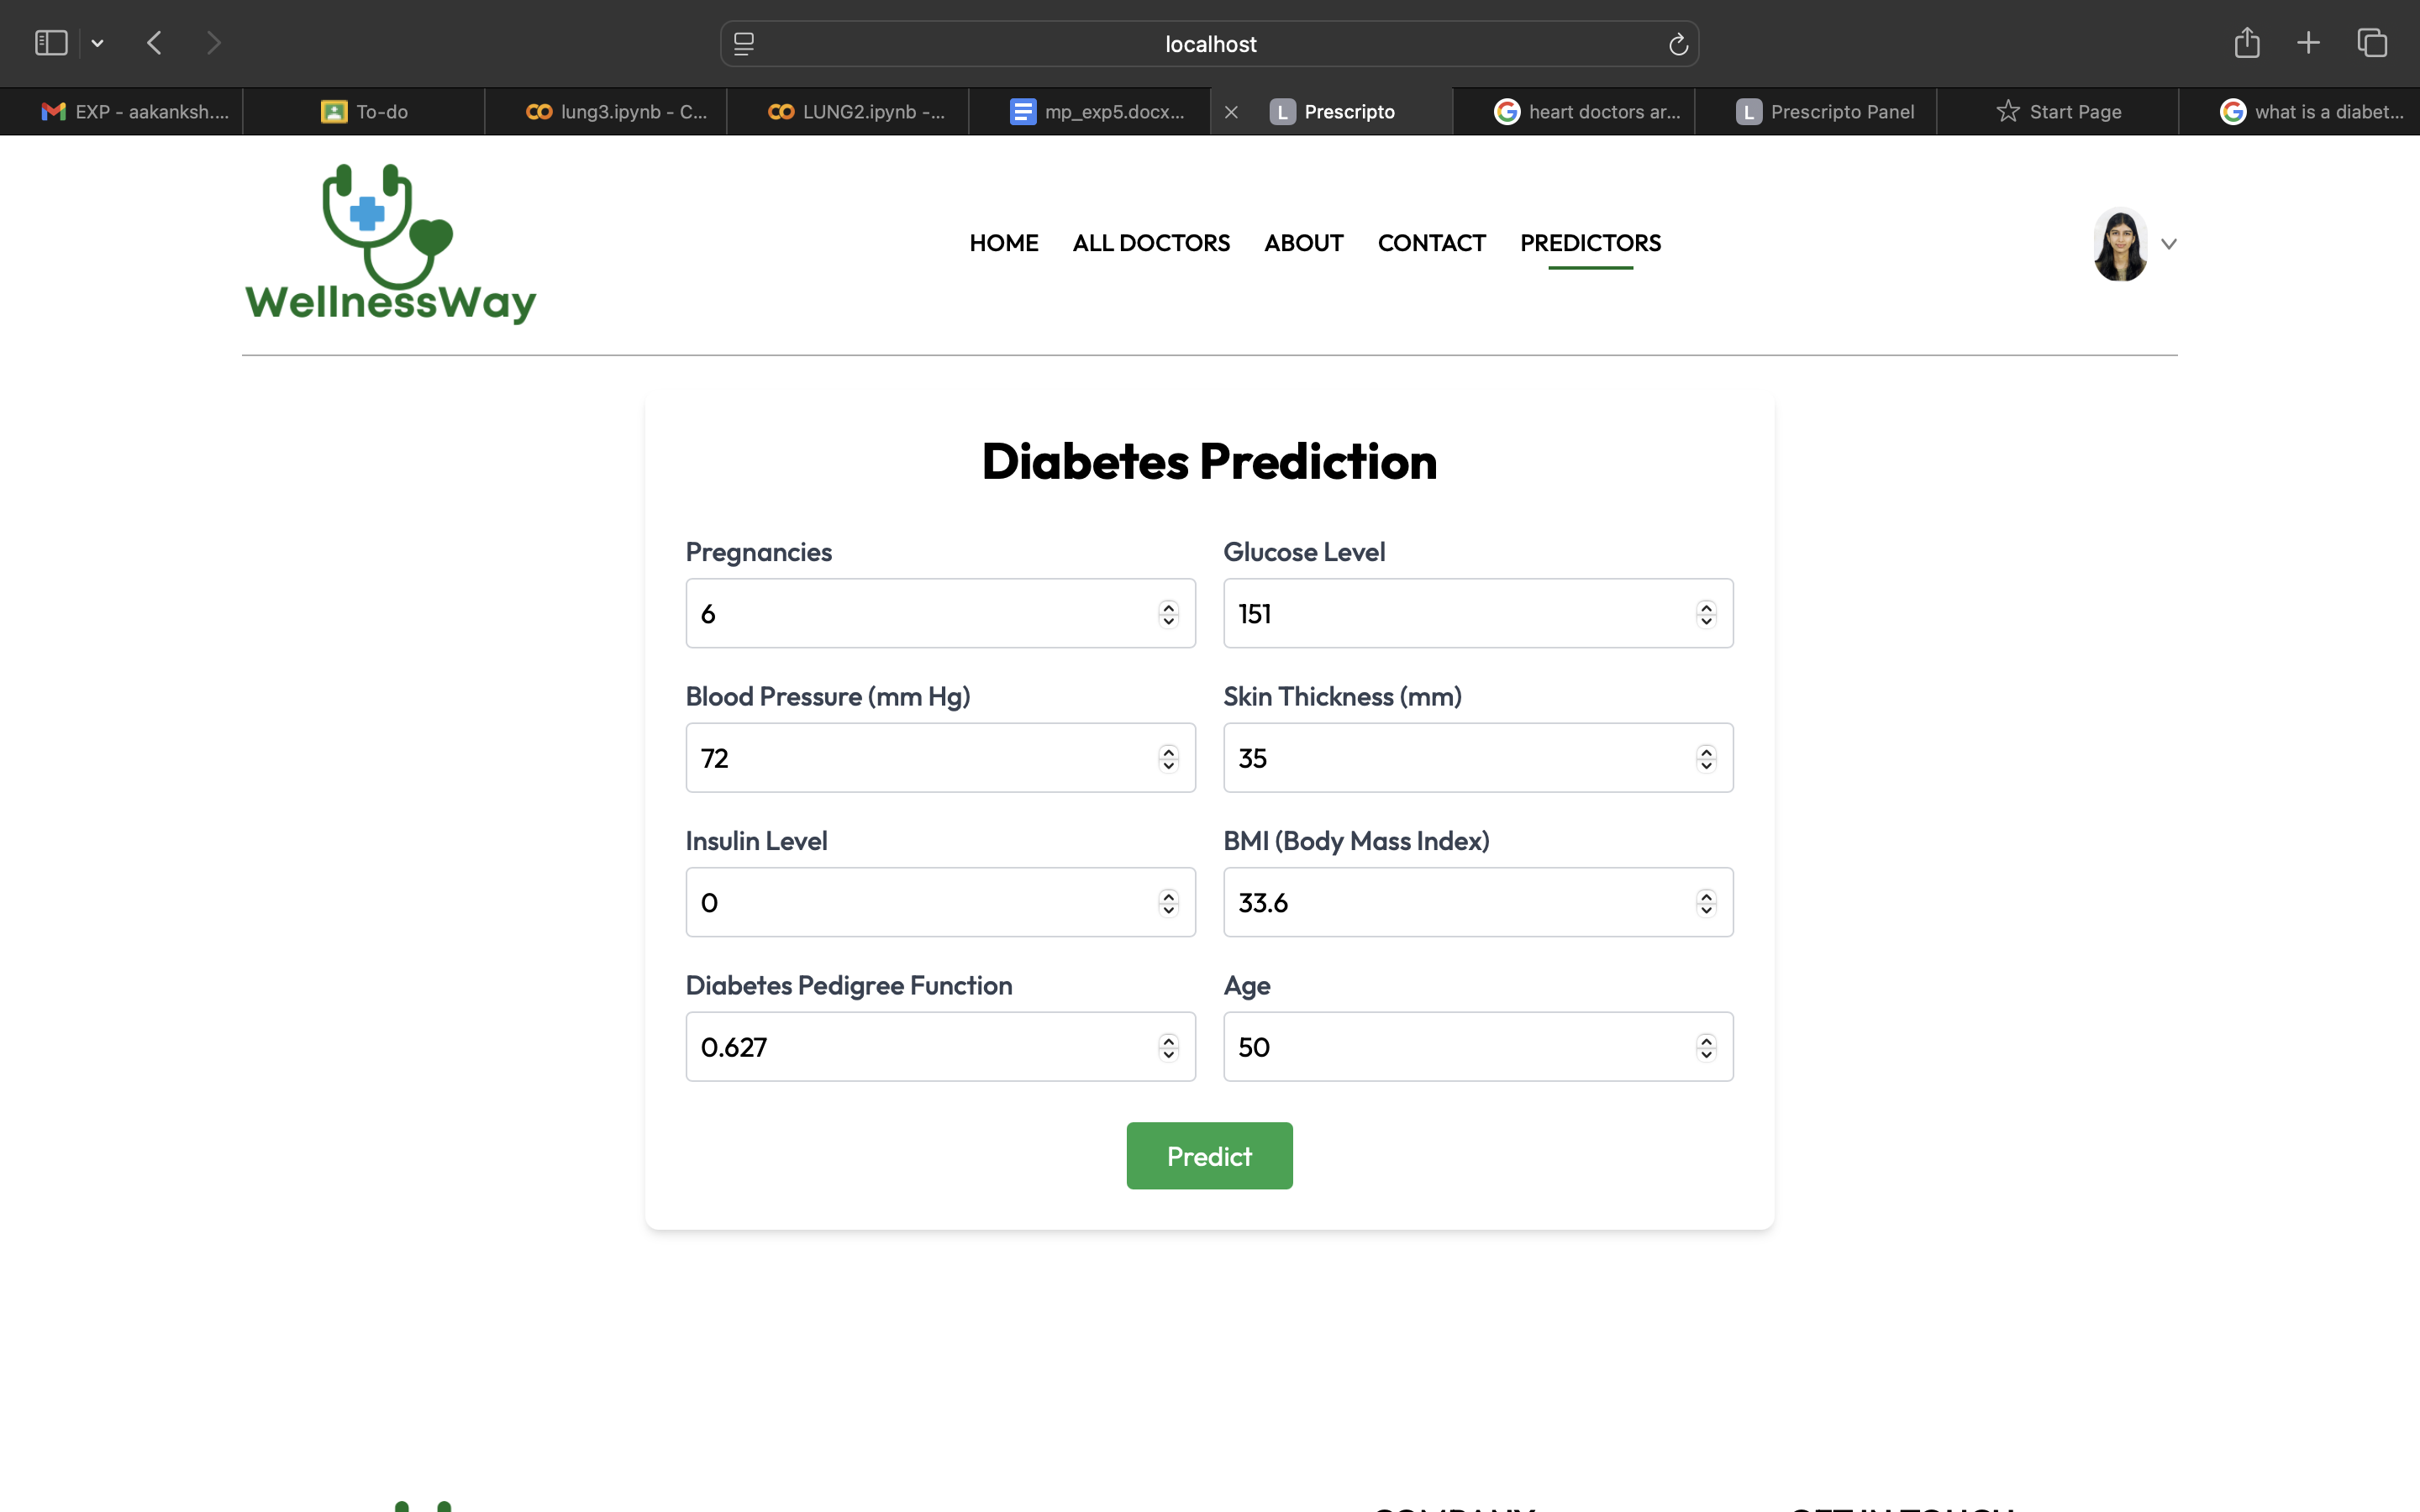 localhost
EXP - aakanksh....
To-do
lung3.ipynb - C...
LUNG2.ipynb -...
mp_exp5.docx...
L Prescripto
heart doctors ar...
L Prescripto Panel
Start Page
what is a diabet...
WellnessWay
HOME ALL DOCTORS ABOUT CONTACT PREDICTORS
Diabetes Prediction
Pregnancies Glucose Level
6 151
Blood Pressure (mm Hg) Skin Thickness (mm)
72 35
Insulin Level BMI (Body Mass Index)
0 33.6
Diabetes Pedigree Function Age
0.627 50
Predict